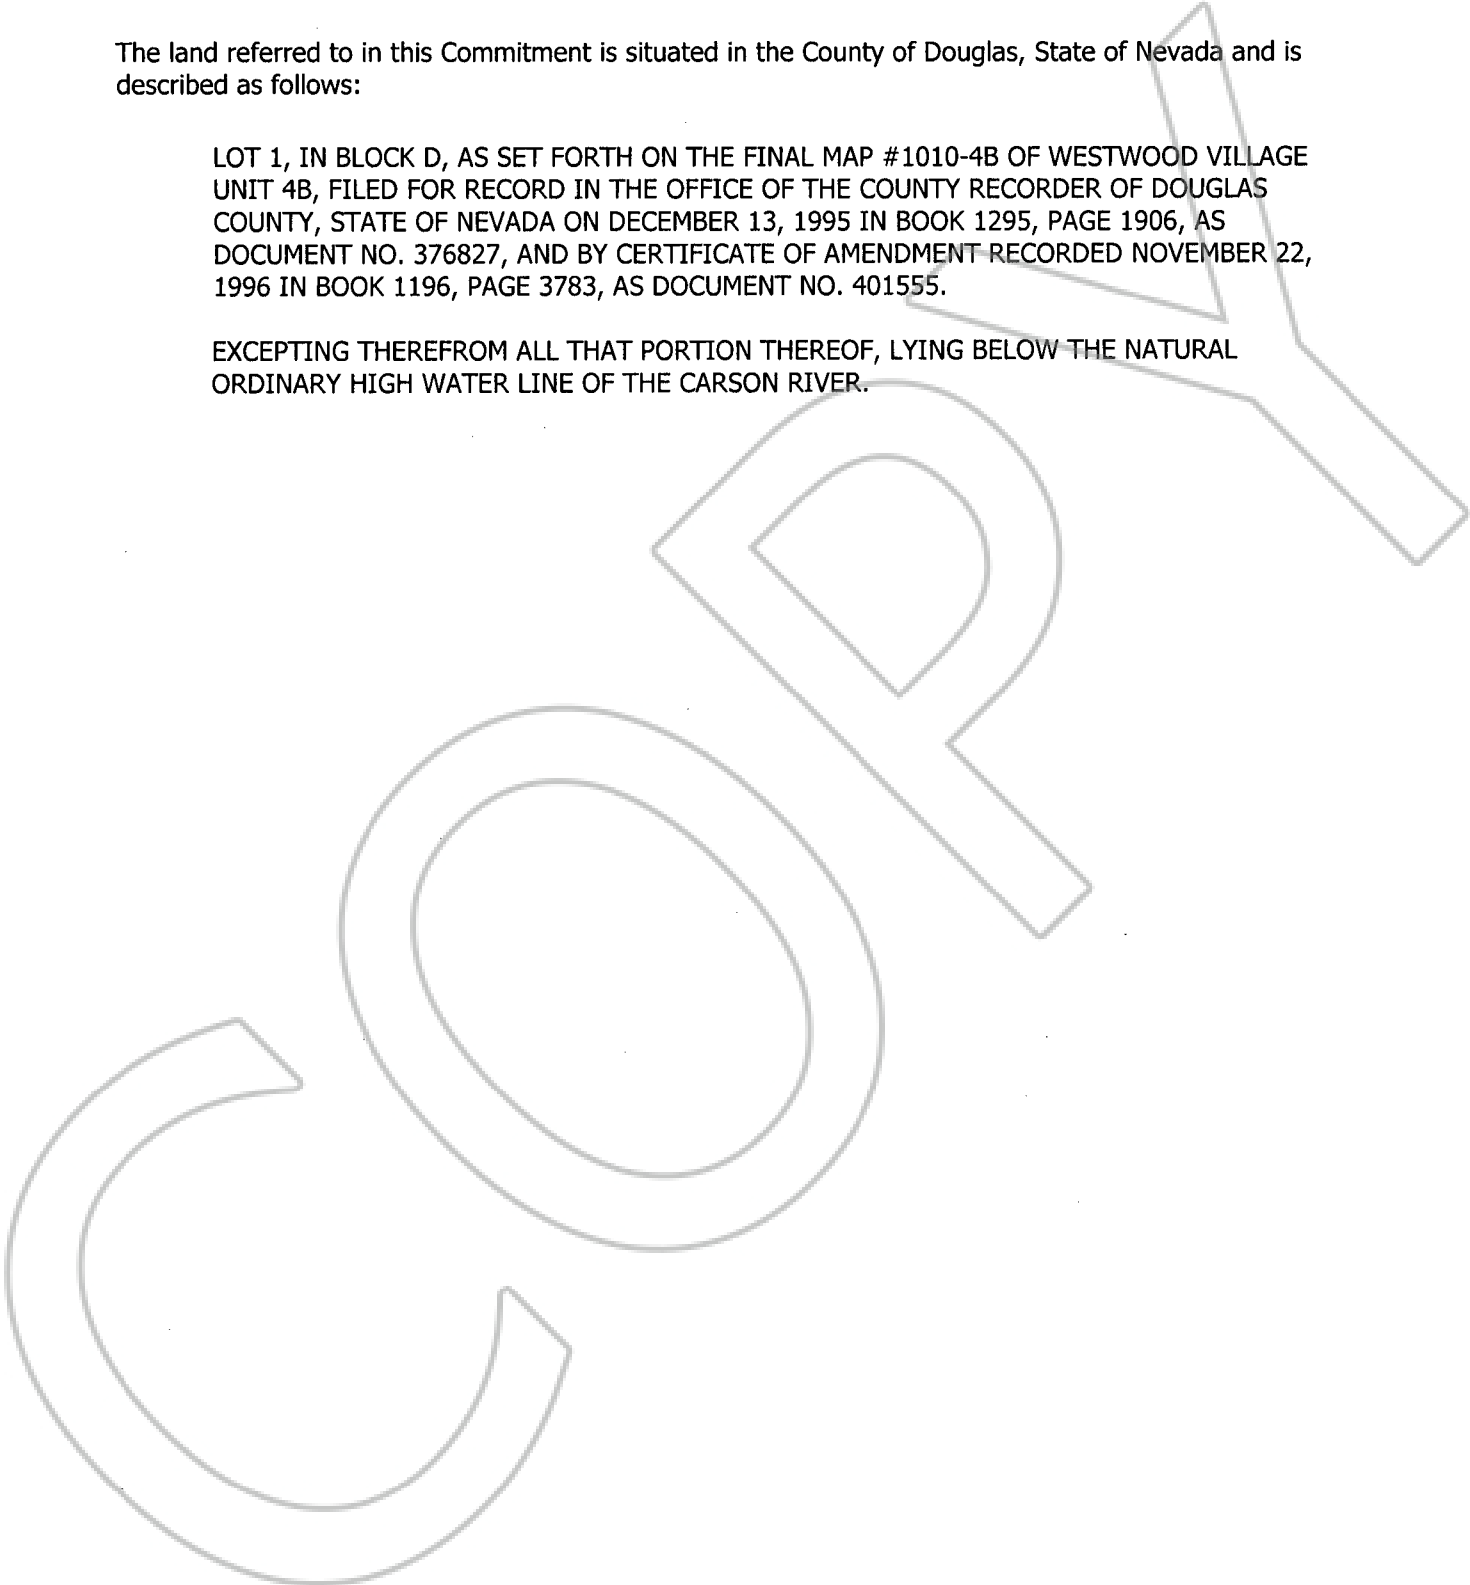 The land referred to in this Commitment is situated in the County of Douglas, State of Nevada and is
described as follows:
LOT 1, IN BLOCK D, AS SET FORTH ON THE FINAL MAP #1010-4B OF WESTWOOD VILLAGE
UNIT 4B, FILED FOR RECORD IN THE OFFICE OF THE COUNTY RECORDER OF DOUGLAS
COUNTY, STATE OF NEVADA ON DECEMBER 13, 1995 IN BOOK 1295, PAGE 1906, AS
DOCUMENT NO. 376827, AND BY CERTIFICATE OF AMENDMENT RECORDED NOVEMBER 22,
1996 IN BOOK 1196, PAGE 3783, AS DOCUMENT NO. 401555.
EXCEPTING THEREFROM ALL THAT PORTION THEREOF, LYING BELOW THE NATURAL
ORDINARY HIGH WATER LINE OF THE CARSON RIVER.
COPY